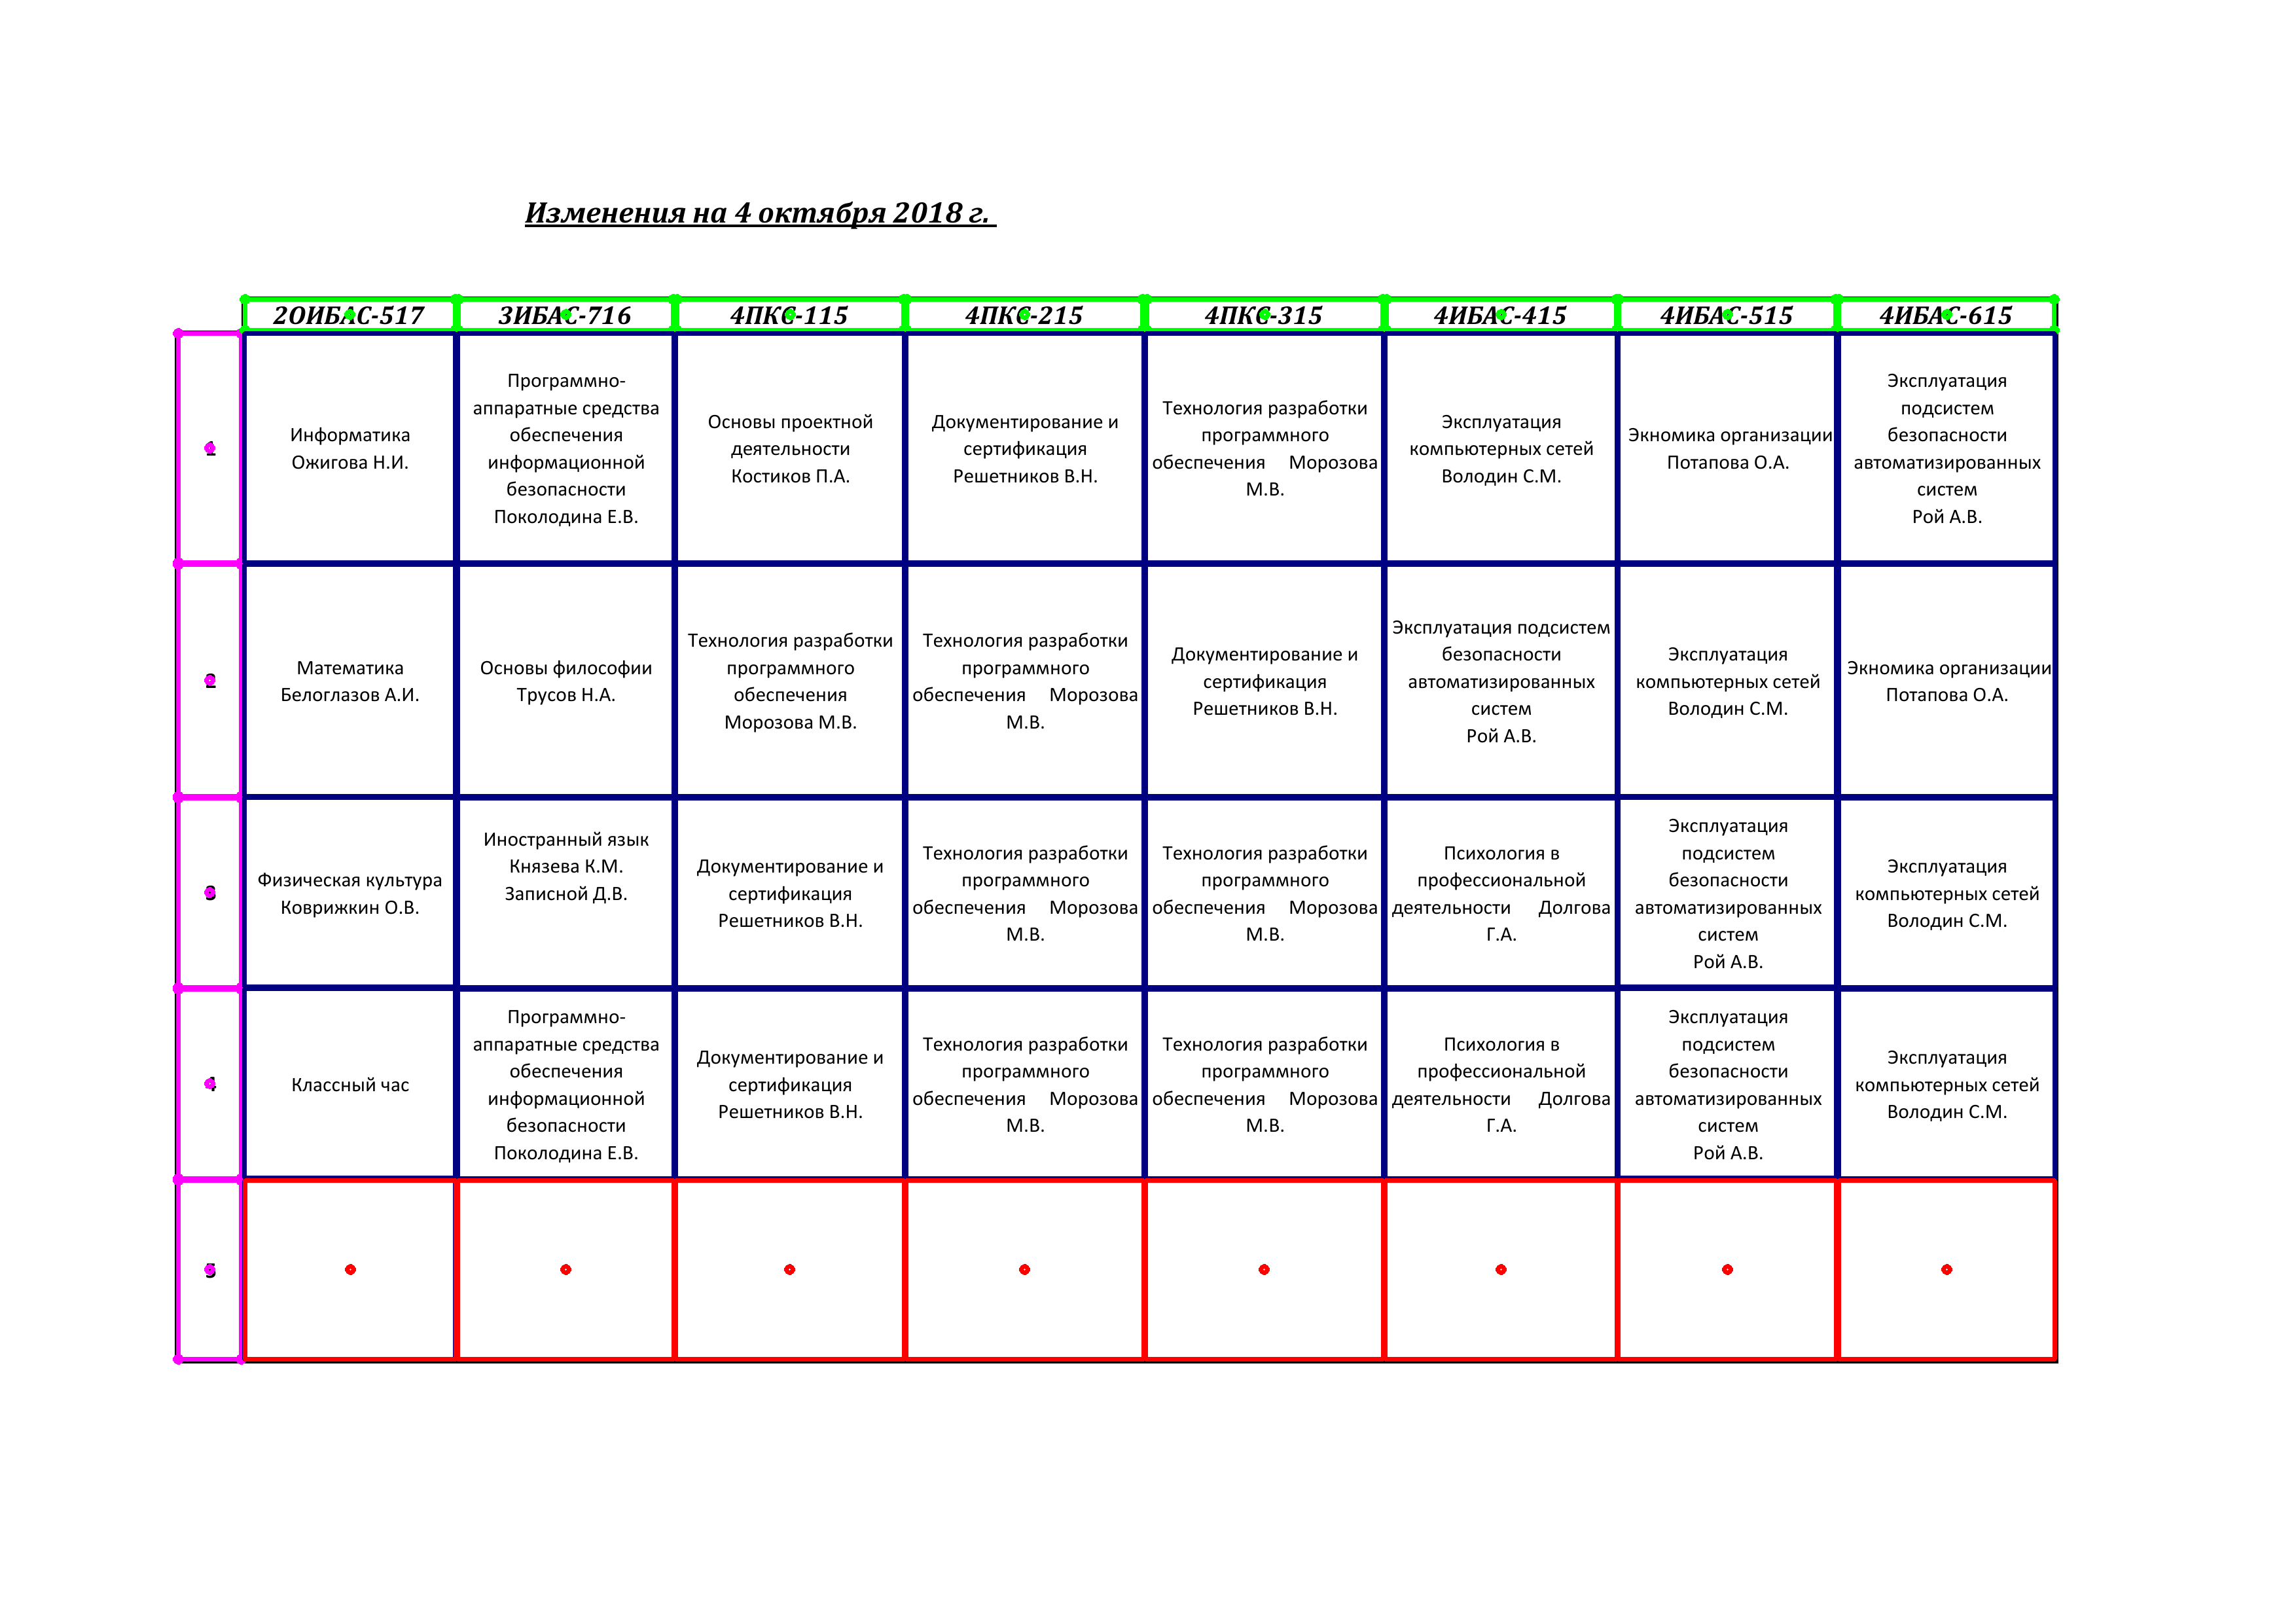 Изменения на 4 октября 2018 г.
2ОИБАС-517 3ИБАС-716 4ПКС-115 4ПКС-215 4ПКС-315 4ИБАС-415 4ИБАС-515 4ИБАС-615
1
Информатика
Ожигова Н.И.
Программно-
аппаратные средства
обеспечения
информационной
безопасности
Поколодина Е.В.
Основы проектной
деятельности
Костиков П.А.
Документирование и
сертификация
Решетников В.Н.
Технология разработки
программного
обеспечения Морозова
М.В.
Эксплуатация
компьютерных сетей
Володин С.М.
Экномика организации
Потапова О.А.
Эксплуатация
подсистем
безопасности
автоматизированных
систем
Рой А.В.
2
Математика
Белоглазов А.И.
Основы философии
Трусов Н.А.
Технология разработки
программного
обеспечения
Морозова М.В.
Технология разработки
программного
обеспечения Морозова
М.В.
Документирование и
сертификация
Решетников В.Н.
Эксплуатация подсистем
безопасности
автоматизированных
систем
Рой А.В.
Эксплуатация
компьютерных сетей
Володин С.М.
Экномика организации
Потапова О.А.
3
Физическая культура
Коврижкин О.В.
Иностранный язык
Князева К.М.
Записной Д.В.
Документирование и
сертификация
Решетников В.Н.
Технология разработки
программного
обеспечения Морозова
М.В.
Технология разработки
программного
обеспечения Морозова
М.В.
Психология в
профессиональной
деятельности Долгова
Г.А.
Эксплуатация
подсистем
безопасности
автоматизированных
систем
Рой А.В.
Эксплуатация
компьютерных сетей
Володин С.М.
4
Классный час
Программно-
аппаратные средства
обеспечения
информационной
безопасности
Поколодина Е.В.
Документирование и
сертификация
Решетников В.Н.
Технология разработки
программного
обеспечения Морозова
М.В.
Технология разработки
программного
обеспечения Морозова
М.В.
Психология в
профессиональной
деятельности Долгова
Г.А.
Эксплуатация
подсистем
безопасности
автоматизированных
систем
Рой А.В.
Эксплуатация
компьютерных сетей
Володин С.М.
5